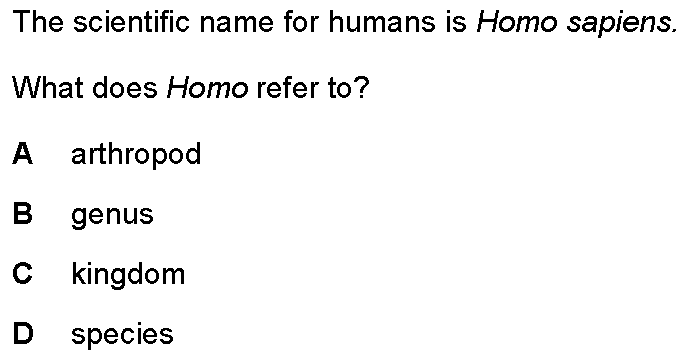 The scientific name for humans is Homo sapiens.
What does Homo refer to?
A arthropod
B genus
C kingdom
D species